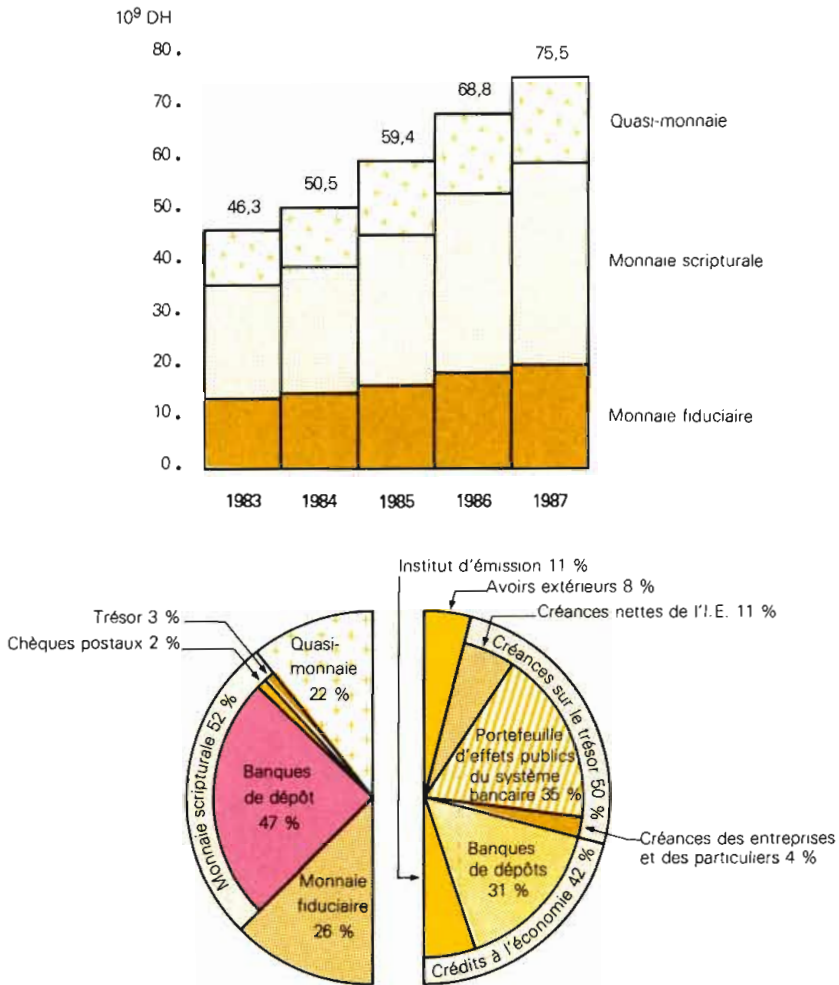 10⁹ DH
80.
70.
60.
50.
40.
30.
20.
10.
0.
46,3
50,5
59,4
68,8
75,5
Quasi-monnaie
Monnaie scripturale
Monnaie fiduciaire
1983 1984 1985 1986 1987
Institut d'émission 11 %
Avoirs extérieurs 8 %
Créances nettes de l'I.E. 11 %
Trésor 3 %
Chèques postaux 2 %
Quasi-
monnaie
22 %
Monnaie scripturale 52 %
Banques
de dépôt
47 %
Monnaie
fiduciaire
26 %
Créances sur le trésor 50 %
Portefeuille
d'effets publics
du système
bancaire 35 %
Créances des entreprises
et des particuliers 4 %
Banques
de dépôts
31 %
Crédits à l'économie 42 %